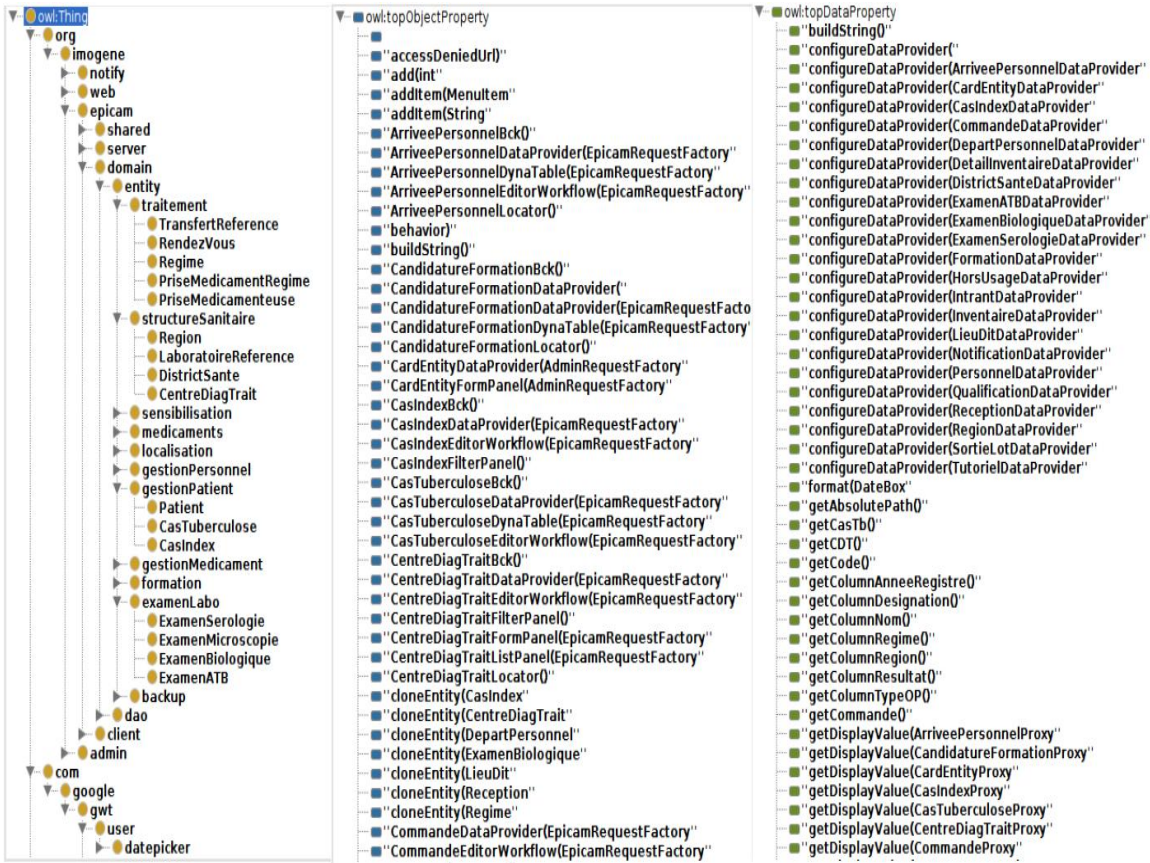 owl:Thing
org
imogene
notify
web
epicam
shared
server
domain
entity
traitement
TransfertReference
RendezVous
Regime
PriseMedicamentRegime
PriseMedicamenteuse
structureSanitaire
Region
LaboratoireReference
DistrictSante
CentreDiagTrait
sensibilisation
medicaments
localisation
gestionPersonnel
gestionPatient
Patient
CasTuberculose
CasIndex
gestionMedicament
formation
examenLabo
ExamenSerologie
ExamenMicroscopie
ExamenBiologique
ExamenATB
backup
dao
client
admin
com
google
gwt
user
datepicker
owl:topObjectProperty
"accessDeniedUrl)"
"add(int"
"addItem(MenuItem"
"addItem(String"
"ArriveePersonnelBck()"
"ArriveePersonnelDataProvider(EpicamRequestFactory"
"ArriveePersonnelDynaTable(EpicamRequestFactory"
"ArriveePersonnelEditorWorkflow(EpicamRequestFactory"
"ArriveePersonnelLocator()"
"behavior)"
"buildString()"
"CandidatureFormationBck()"
"CandidatureFormationDataProvider("
"CandidatureFormationDataProvider(EpicamRequestFacto
"CandidatureFormationDynaTable(EpicamRequestFactory"
"CandidatureFormationLocator()"
"CardEntityDataProvider(AdminRequestFactory"
"CardEntityFormPanel(AdminRequestFactory"
"CasIndexBck()"
"CasIndexDataProvider(EpicamRequestFactory"
"CasIndexEditorWorkflow(EpicamRequestFactory"
"CasIndexFilterPanel()"
"CasTuberculoseBck()"
"CasTuberculoseDataProvider(EpicamRequestFactory"
"CasTuberculoseDynaTable(EpicamRequestFactory"
"CasTuberculoseEditorWorkflow(EpicamRequestFactory"
"CentreDiagTraitBck()"
"CentreDiagTraitDataProvider(EpicamRequestFactory"
"CentreDiagTraitEditorWorkflow(EpicamRequestFactory"
"CentreDiagTraitFilterPanel()"
"CentreDiagTraitFormPanel(EpicamRequestFactory"
"CentreDiagTraitListPanel(EpicamRequestFactory"
"CentreDiagTraitLocator()"
"cloneEntity(CasIndex"
"cloneEntity(CentreDiagTrait"
"cloneEntity(DepartPersonnel"
"cloneEntity(ExamenBiologique"
"cloneEntity(LieuDit"
"cloneEntity(Reception"
"cloneEntity(Regime"
"CommandeDataProvider(EpicamRequestFactory"
"CommandeEditorWorkflow(EpicamRequestFactory"
owl:topDataProperty
"buildString()"
"configureDataProvider("
"configureDataProvider(ArriveePersonnelDataProvider"
"configureDataProvider(CardEntityDataProvider"
"configureDataProvider(CasIndexDataProvider"
"configureDataProvider(CommandeDataProvider"
"configureDataProvider(DepartPersonnelDataProvider"
"configureDataProvider(DetailInventaireDataProvider"
"configureDataProvider(DistrictSanteDataProvider"
"configureDataProvider(ExamenATBDataProvider"
"configureDataProvider(ExamenBiologiqueDataProvider"
"configureDataProvider(ExamenSerologieDataProvider"
"configureDataProvider(FormationDataProvider"
"configureDataProvider(HorsUsageDataProvider"
"configureDataProvider(IntrantDataProvider"
"configureDataProvider(InventaireDataProvider"
"configureDataProvider(LieuDitDataProvider"
"configureDataProvider(NotificationDataProvider"
"configureDataProvider(PersonnelDataProvider"
"configureDataProvider(QualificationDataProvider"
"configureDataProvider(ReceptionDataProvider"
"configureDataProvider(RegionDataProvider"
"configureDataProvider(SortieLotDataProvider"
"configureDataProvider(TutorielDataProvider"
"format(DateBox"
"getAbsolutePath()"
"getCasTb()"
"getCDT()"
"getCode()"
"getColumnAnneeRegistre()"
"getColumnDesignation()"
"getColumnNom()"
"getColumnRegime()"
"getColumnRegion()"
"getColumnResultat()"
"getColumnTypeOP()"
"getCommande()"
"getDisplayValue(ArriveePersonnelProxy"
"getDisplayValue(CandidatureFormationProxy"
"getDisplayValue(CardEntityProxy"
"getDisplayValue(CasIndexProxy"
"getDisplayValue(CasTuberculoseProxy"
"getDisplayValue(CentreDiagTraitProxy"
"getDisplayValue(CommandeProxy"